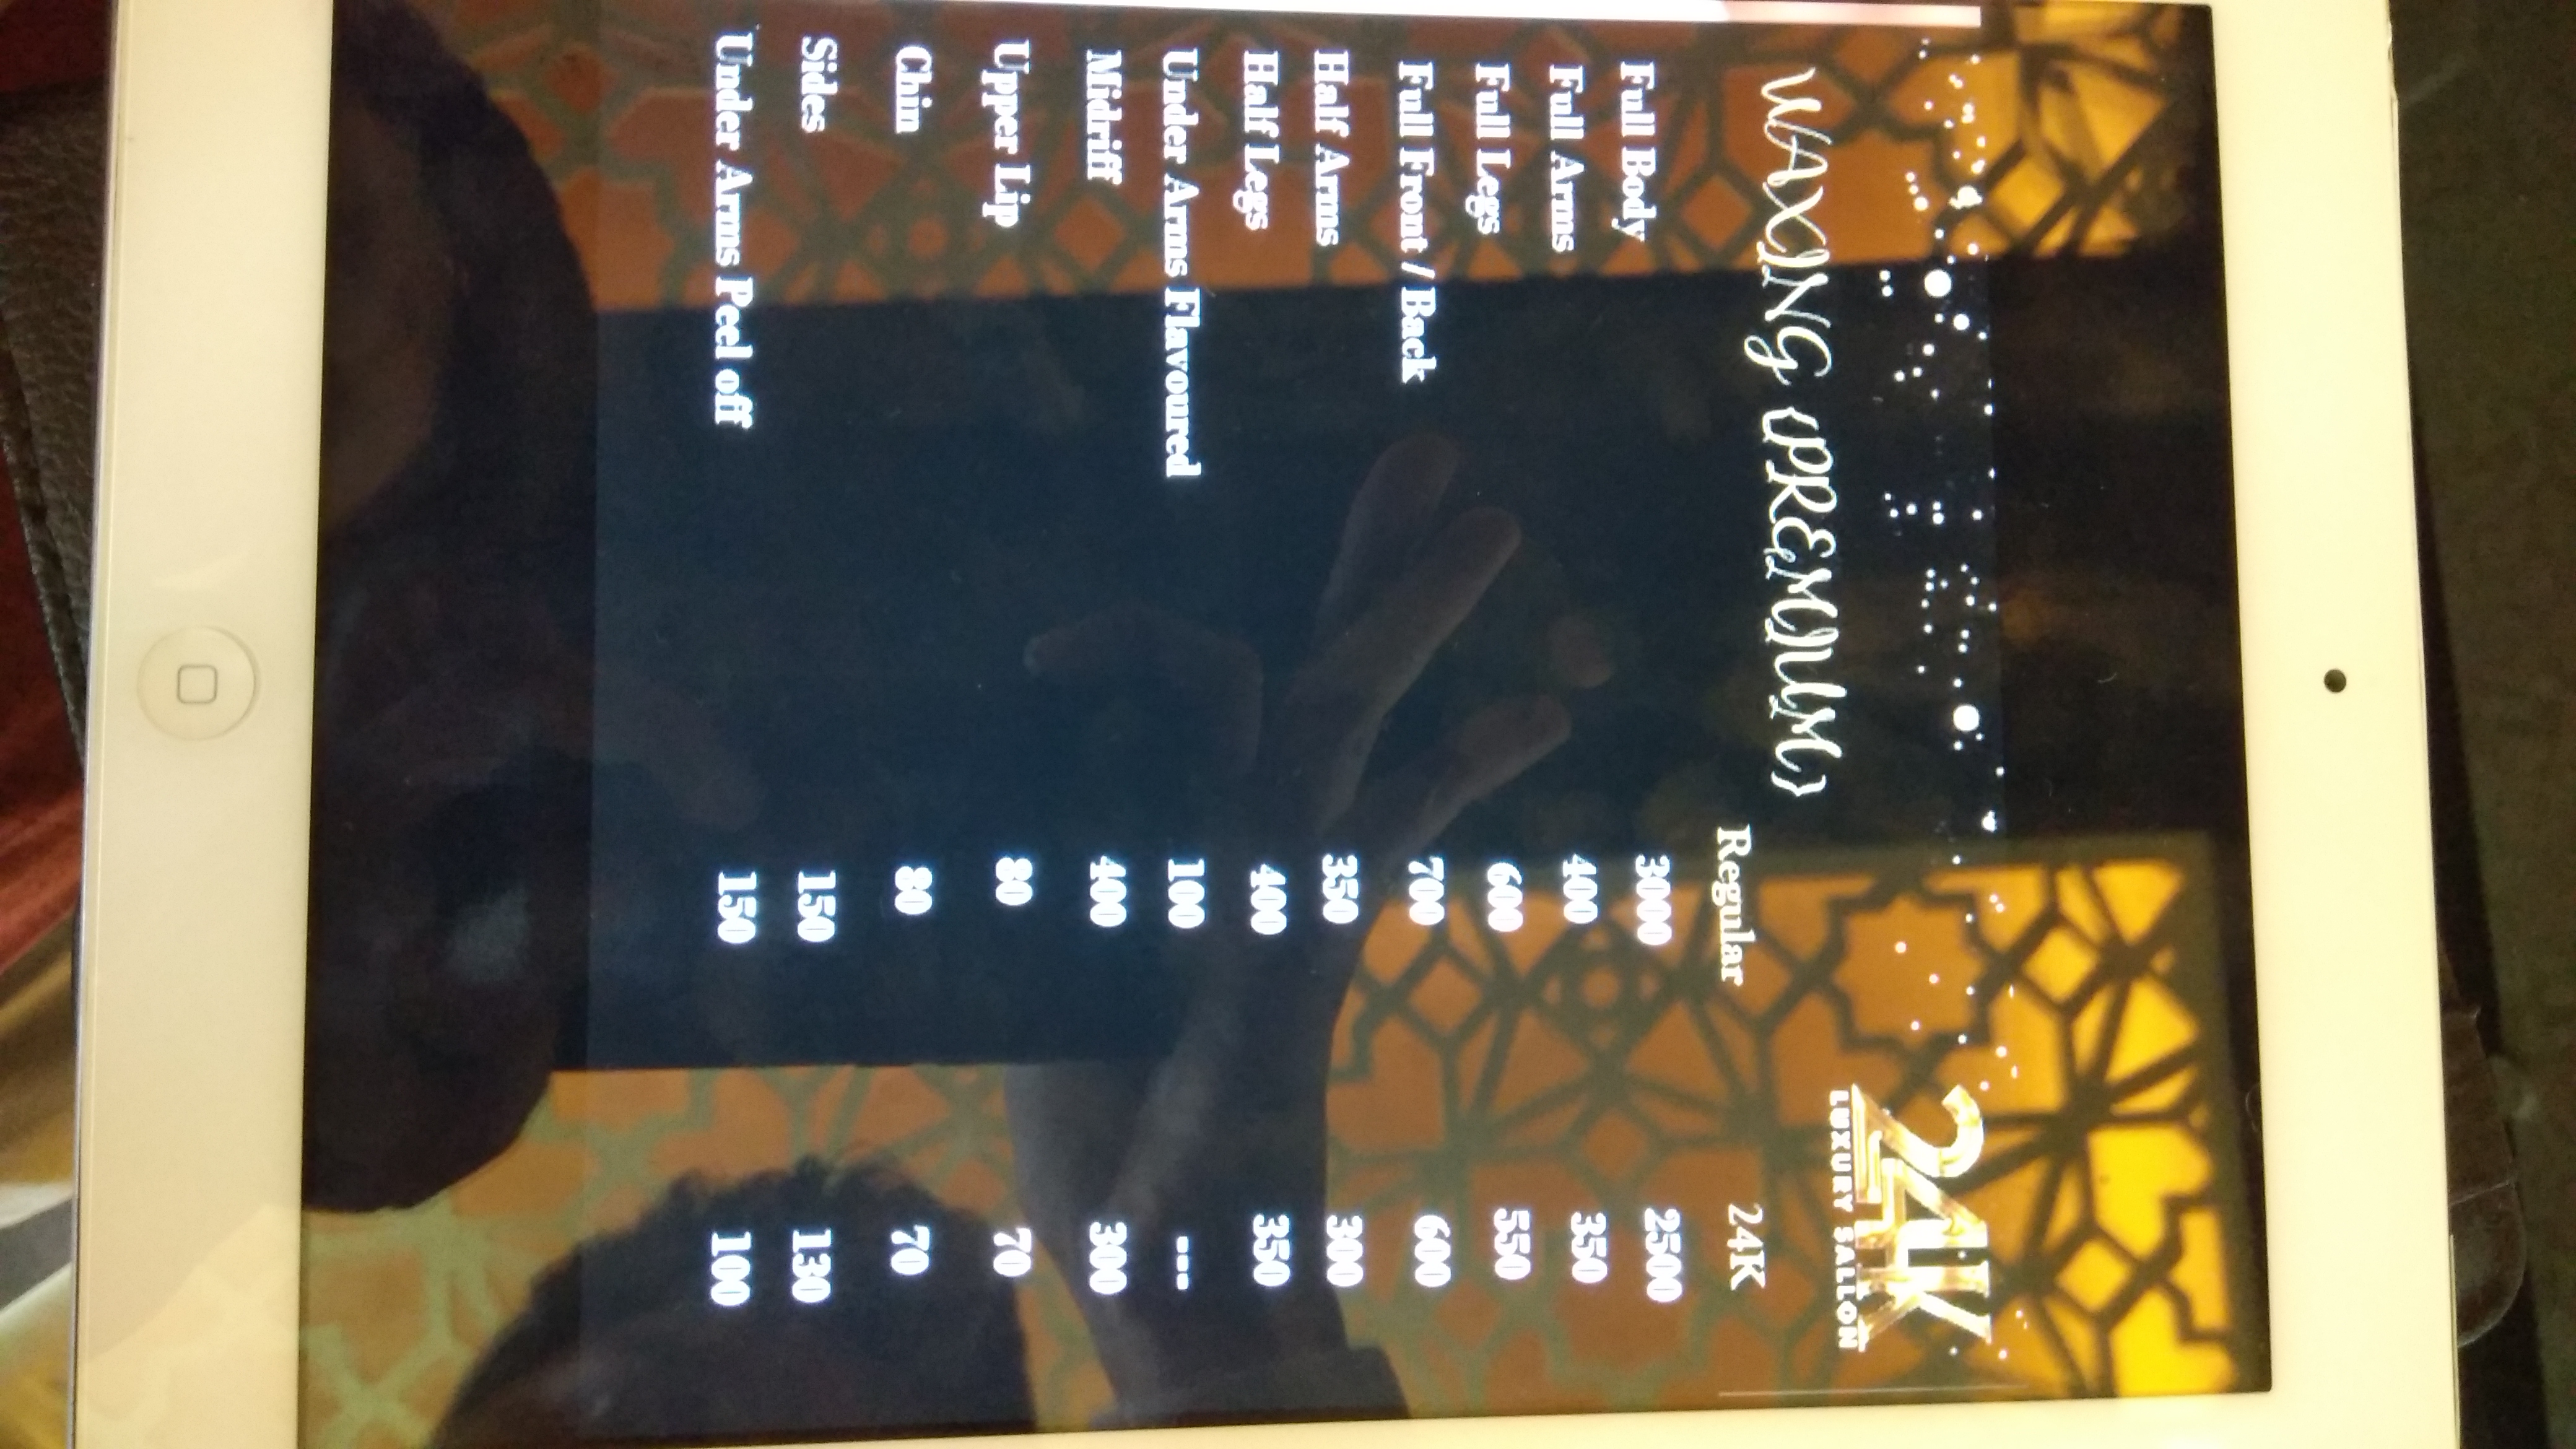 24K
LUXURY SALLON
WAXING {PREMIUM}
Regular 24K
Full Body 3000 2500
Full Arms 400 350
Full Legs 600 550
Full Front / Back 700 600
Half Arms 350 300
Half Legs 400 350
Under Arms Flavoured 100 ---
Midriff 400 300
Upper Lip 80 70
Chin 80 70
Sides 150 130
Under Arms Peel off 150 100